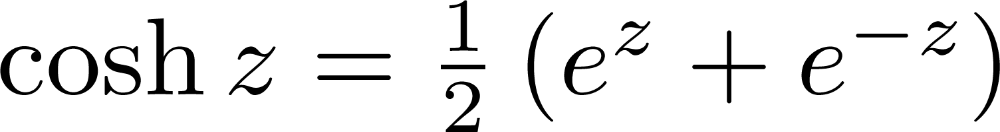 cosh z = 1/2 (e^z + e^{-z})